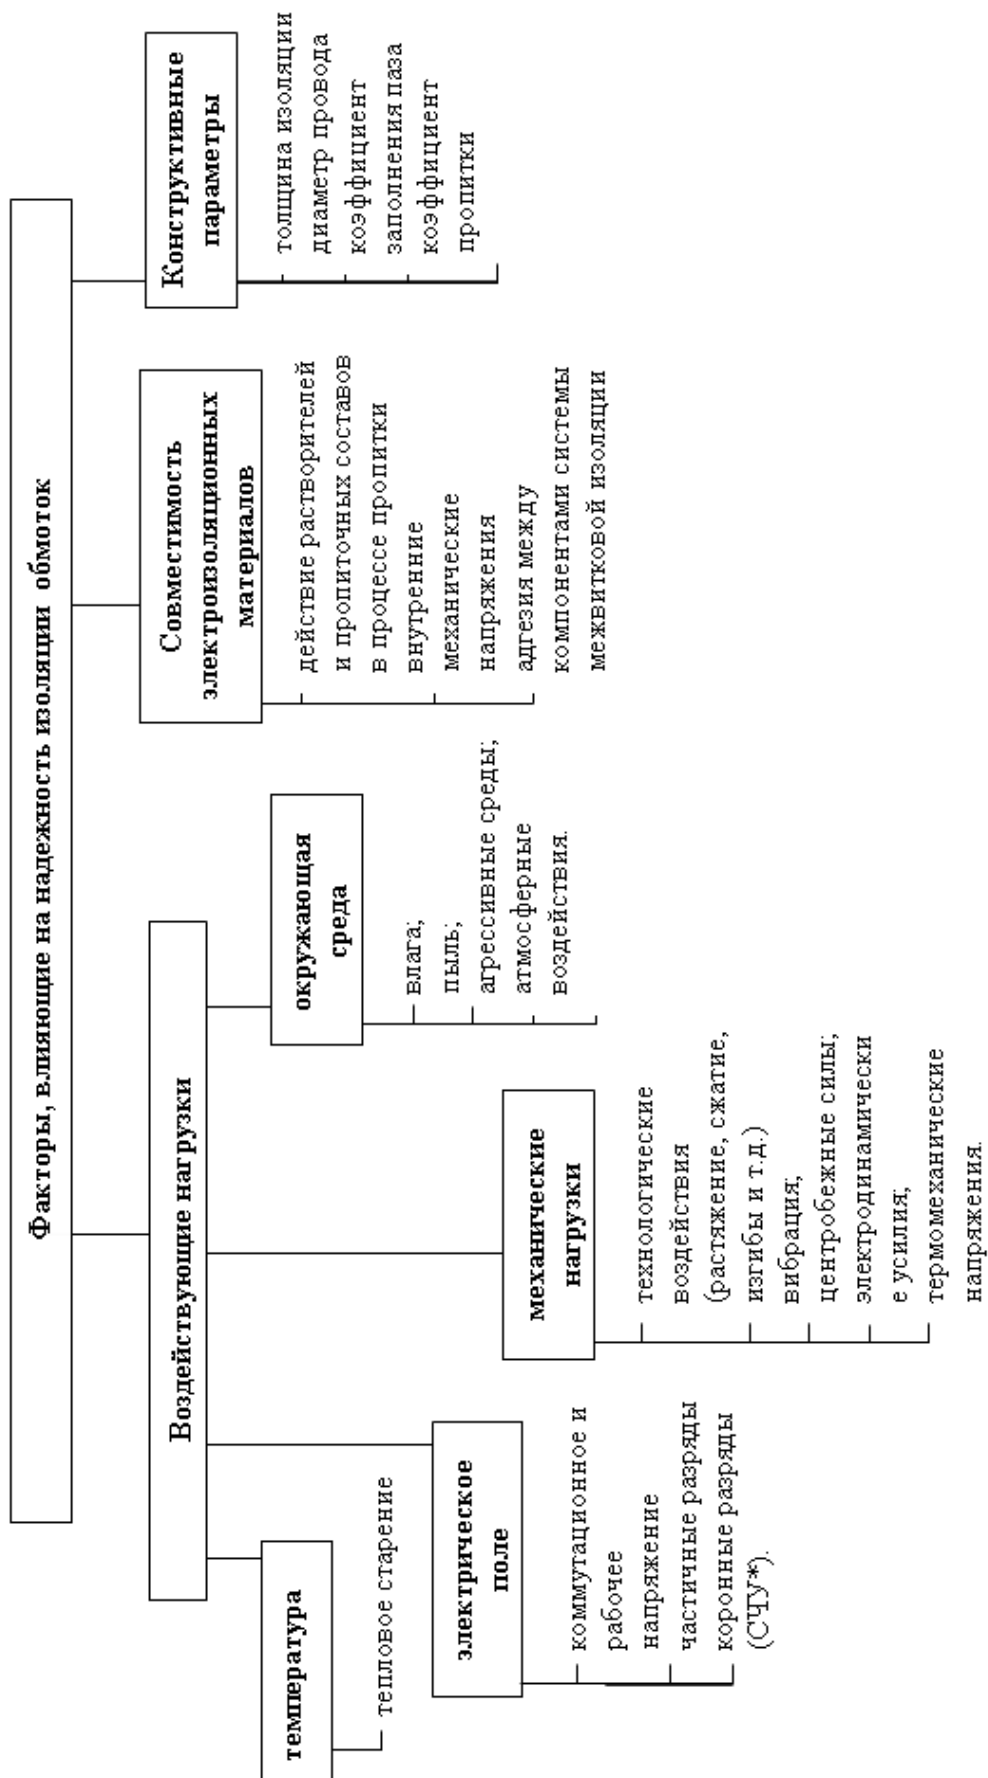 Факторы, влияющие на надежность изоляции обмоток
Воздействующие нагрузки
температура
тепловое старение
электрическое
поле
коммутационное и
рабочее
напряжение
частичные разряды
коронные разряды
(СЧУ*).
механические
нагрузки
технологические
воздействия
(растяжение, сжатие,
изгибы и т.д.)
вибрация;
центробежные силы;
электродинамически
е усилия;
термомеханические
напряжения.
окружающая
среда
влага;
пыль;
агрессивные среды;
атмосферные
воздействия.
Совместимость
электроизоляционных
материалов
действие растворителей
и пропиточных составов
в процессе пропитки
внутренние
механические
напряжения
адгезия между
компонентами системы
межвитковой изоляции
Конструктивные
параметры
толщина изоляции
диаметр провода
коэффициент
заполнения паза
коэффициент
пропитки